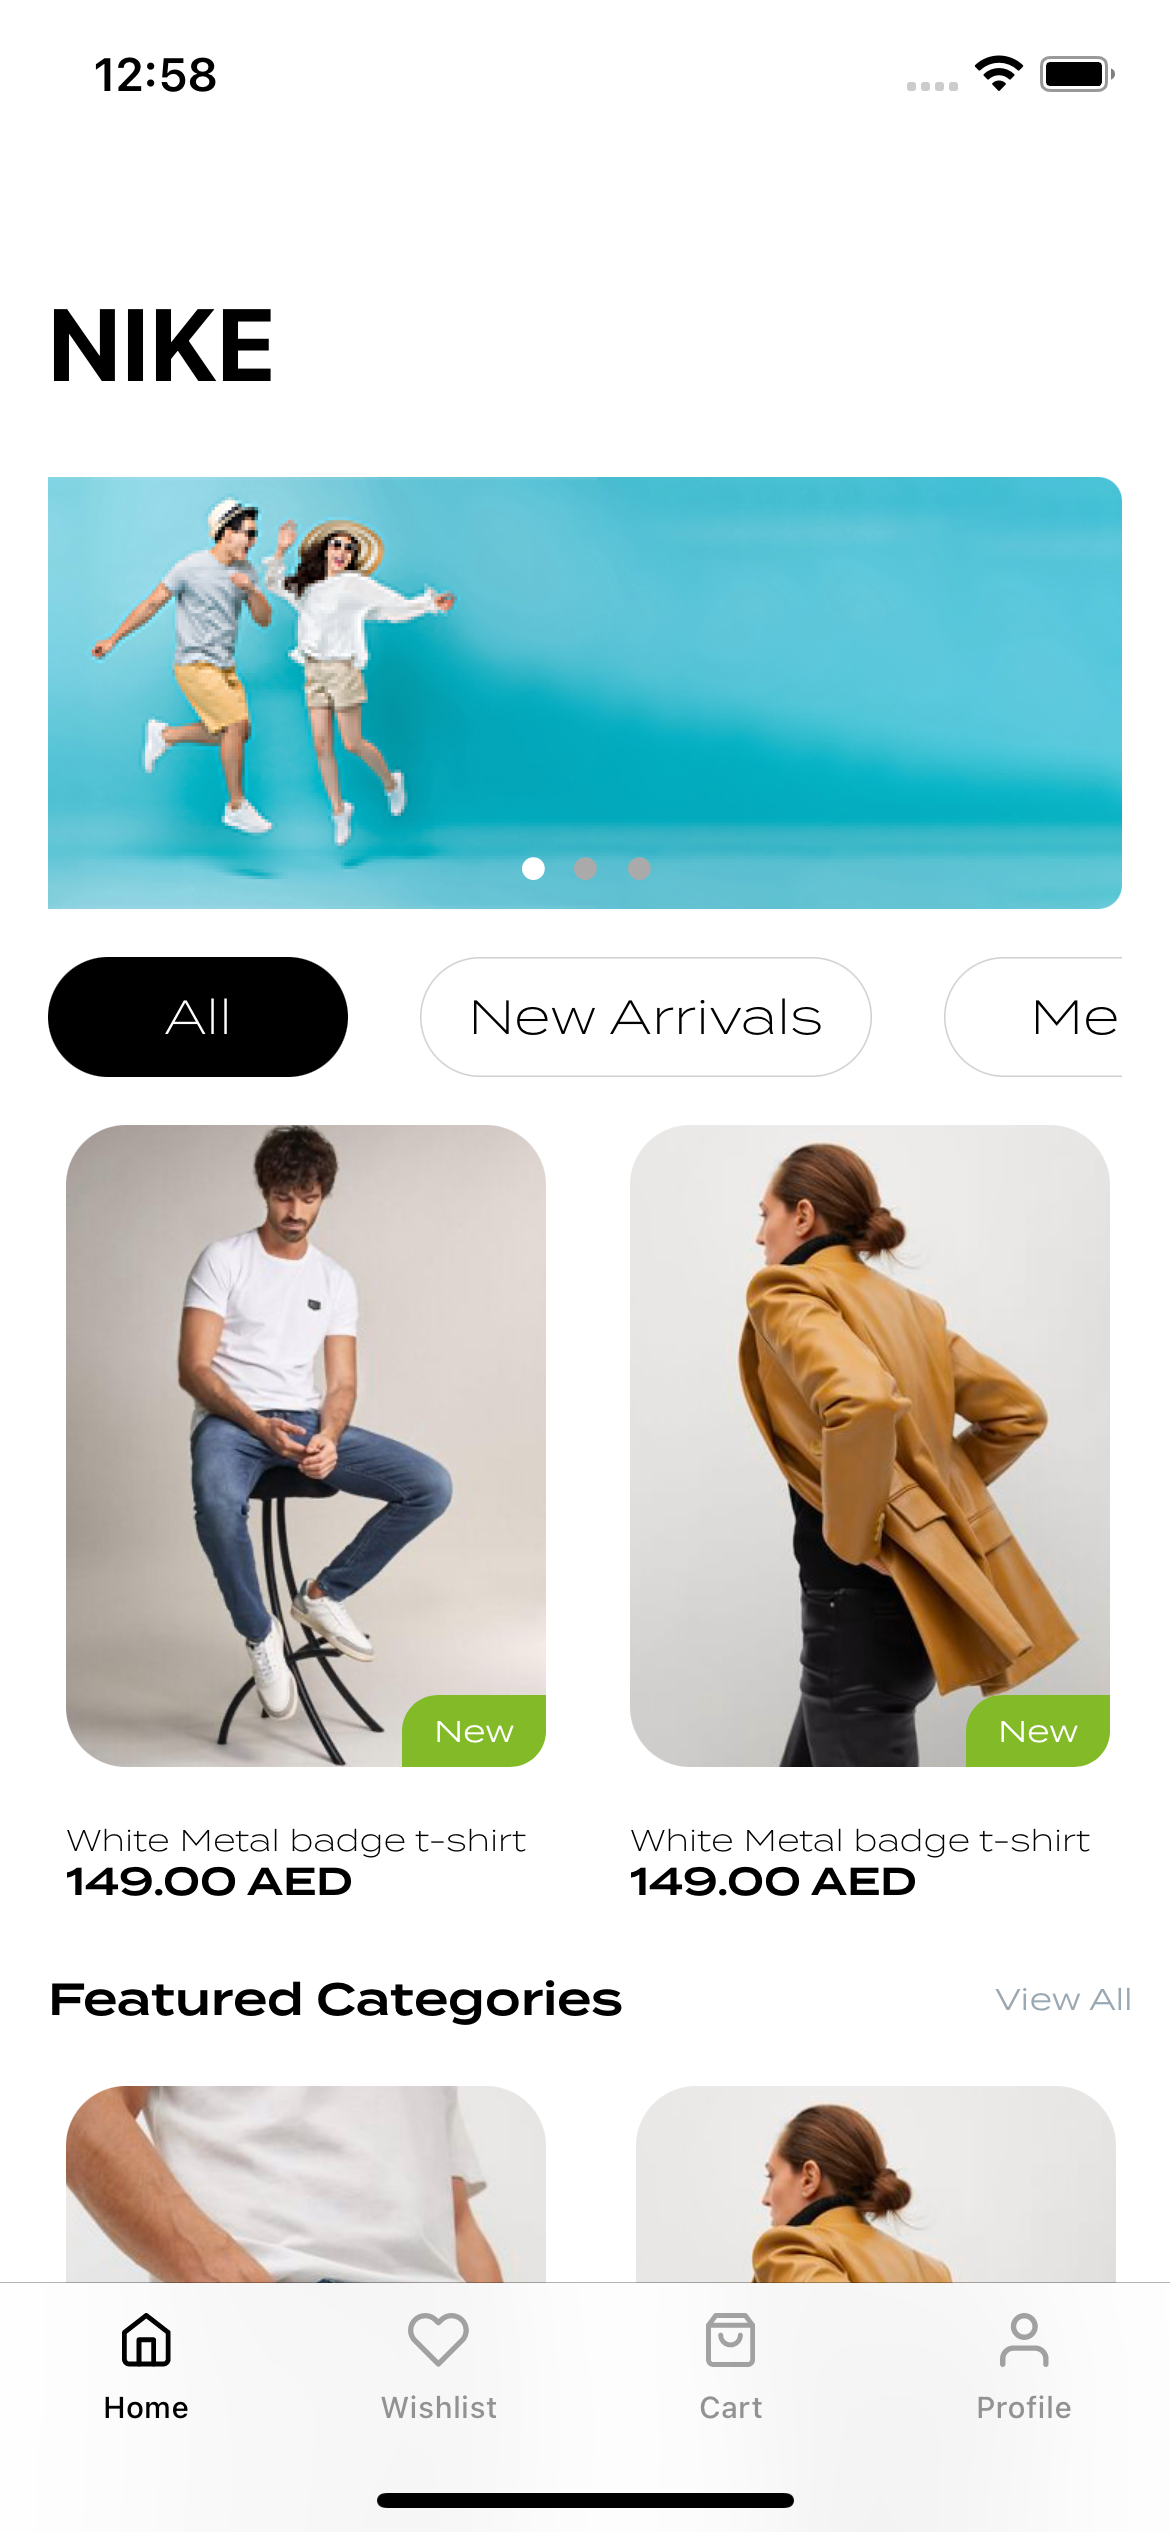 12:58
NIKE
All
New Arrivals
Me
New
New
White Metal badge t-shirt
149.00 AED
White Metal badge t-shirt
149.00 AED
Featured Categories
View All
Home
Wishlist
Cart
Profile